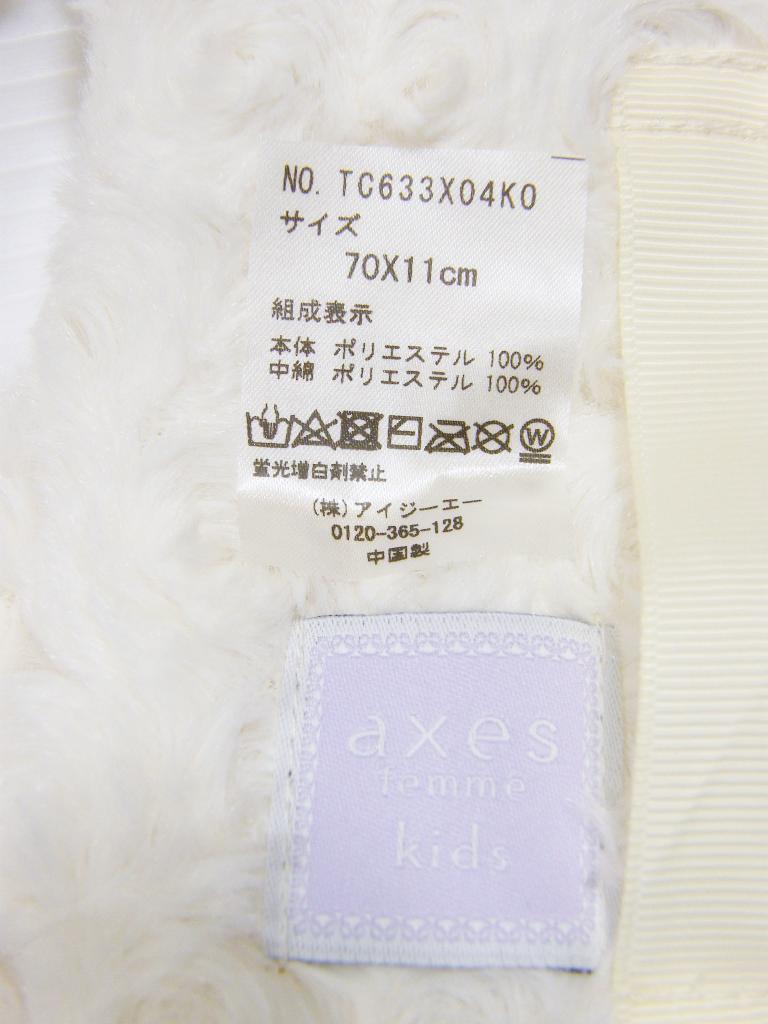 NO. TC633X04K0
サイズ
70X11cm
組成表示
本体 ポリエステル 100%
中綿 ポリエステル 100%
W
蛍光増白剤禁止
(株)アイジーエー
0120-365-128
中国製
axes
femme
kids